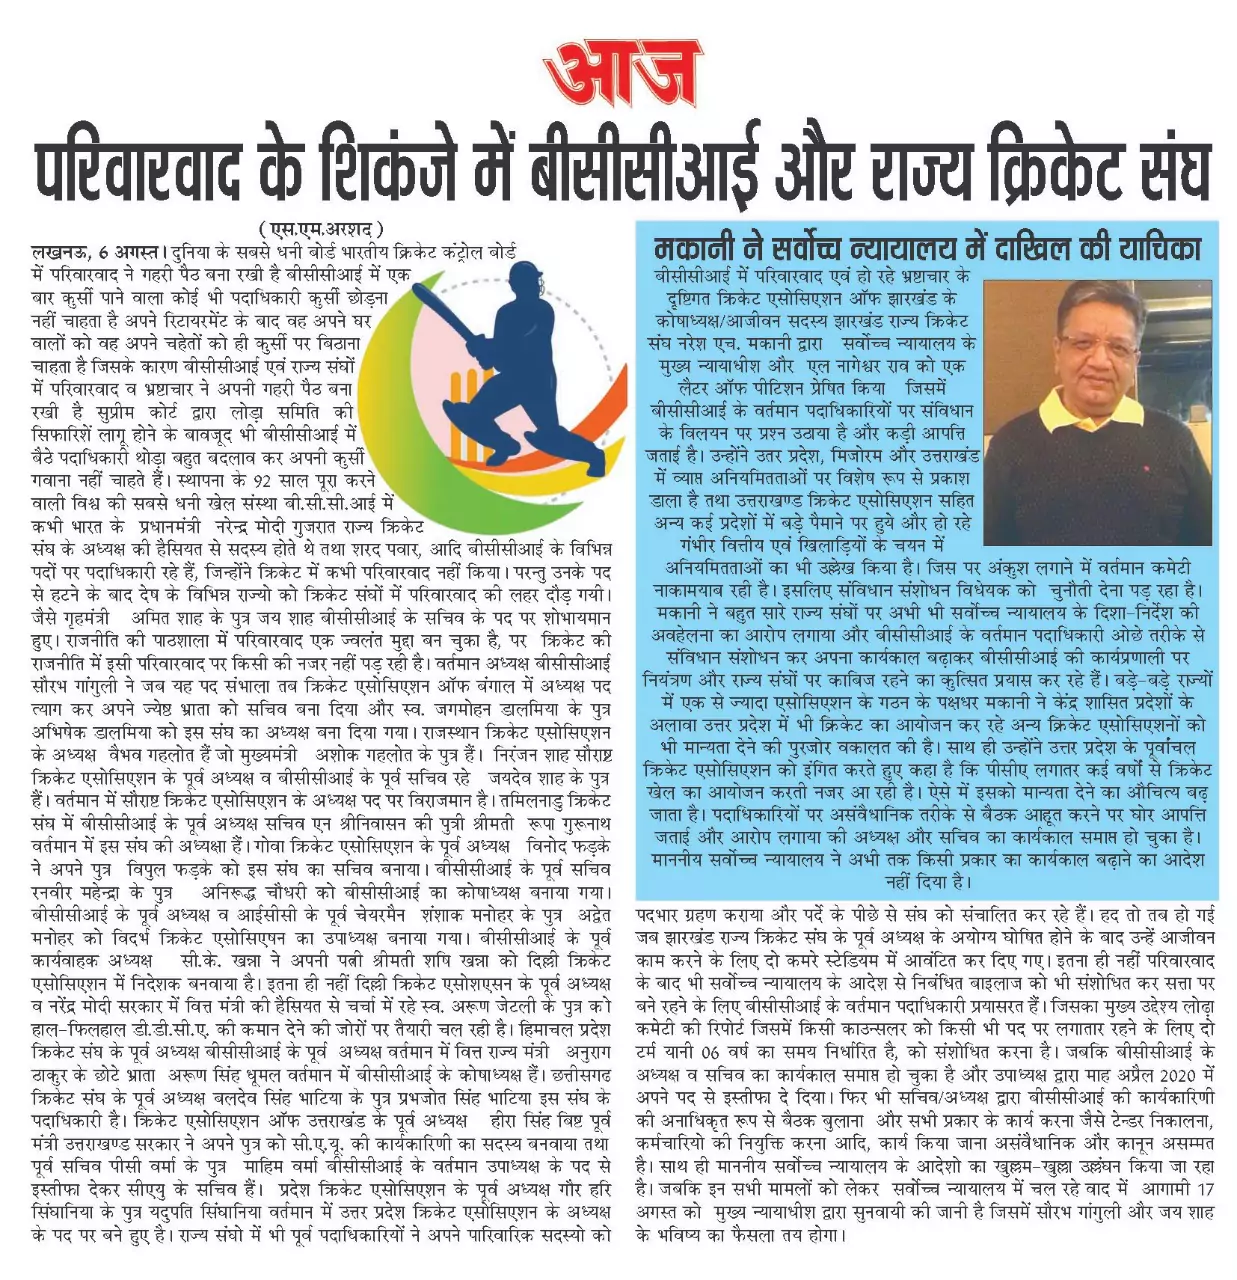 आज
परिवारवाद के शिकंजे में बीसीसीआई और राज्य क्रिकेट संघ
( एस.एम.अरशद )
लखनऊ, 6 अगस्त। दुनिया के सबसे धनी बोर्ड भारतीय क्रिकेट कंट्रोल बोर्ड
में परिवारवाद ने गहरी पैठ बना रखी है बीसीसीआई में एक
बार कुर्सी पाने वाला कोई भी पदाधिकारी कुर्सी छोड़ना
नहीं चाहता है अपने रिटायरमेंट के बाद वह अपने घर
वालों को वह अपने चहेतों को ही कुर्सी पर बिठाना
चाहता है जिसके कारण बीसीसीआई एवं राज्य संघों
में परिवारवाद व भ्रष्टाचार ने अपनी गहरी पैठ बना
रखी है सुप्रीम कोर्ट द्वारा लोड़ा समिति की
सिफारिशें लागू होने के बावजूद भी बीसीसीआई में
बैठे पदाधिकारी थोड़ा बहुत बदलाव कर अपनी कुर्सी
गवाना नहीं चाहते हैं। स्थापना के 92 साल पूरा करने
वाली विश्व की सबसे धनी खेल संस्था बी.सी.सी.आई में
कभी भारत के प्रधानमंत्री नरेन्द्र मोदी गुजरात राज्य क्रिकेट
संघ के अध्यक्ष की हैसियत से सदस्य होते थे तथा शरद पवार, आदि बीसीसीआई के विभिन्न
पदों पर पदाधिकारी रहे हैं, जिन्होंने क्रिकेट में कभी परिवारवाद नहीं किया। परन्तु उनके पद
से हटने के बाद देष के विभिन्न राज्यो को क्रिकेट संघों में परिवारवाद की लहर दौड़ गयी।
जैसे गृहमंत्री अमित शाह के पुत्र जय शाह बीसीसीआई के सचिव के पद पर शोभायमान
हुए। राजनीति की पाठशाला में परिवारवाद एक ज्वलंत मुद्दा बन चुका है, पर क्रिकेट की
राजनीति में इसी परिवारवाद पर किसी की नजर नहीं पड़ रही है। वर्तमान अध्यक्ष बीसीसीआई
सौरभ गांगुली ने जब यह पद संभाला तब क्रिकेट एसोसिएशन ऑफ बंगाल में अध्यक्ष पद
त्याग कर अपने ज्येष्ठ भ्राता को सचिव बना दिया और स्व. जगमोहन डालमिया के पुत्र
अभिषेक डालमिया को इस संघ का अध्यक्ष बना दिया गया। राजस्थान क्रिकेट एसोसिएशन
के अध्यक्ष वैभव गहलोत हैं जो मुख्यमंत्री अशोक गहलोत के पुत्र हैं। निरंजन शाह सौराष्ट्र
क्रिकेट एसोसिएशन के पूर्व अध्यक्ष व बीसीसीआई के पूर्व सचिव रहे जयदेव शाह के पुत्र
हैं। वर्तमान में सौराष्ट क्रिकेट एसोसिएशन के अध्यक्ष पद पर विराजमान है। तमिलनाडु क्रिकेट
संघ में बीसीसीआई के पूर्व अध्यक्ष सचिव एन श्रीनिवासन की पुत्री श्रीमती रूपा गुरूनाथ
वर्तमान में इस संघ की अध्यक्षा हैं। गोवा क्रिकेट एसोसिएशन के पूर्व अध्यक्ष विनोद फड़के
ने अपने पुत्र विपुल फड़के को इस संघ का सचिव बनाया। बीसीसीआई के पूर्व सचिव
रनवीर महेन्द्रा के पुत्र अनिरूद्ध चौधरी को बीसीसीआई का कोषाध्यक्ष बनाया गया।
बीसीसीआई के पूर्व अध्यक्ष व आईसीसी के पूर्व चेयरमैन शंशाक मनोहर के पुत्र अद्वेत
मनोहर को विदर्भ क्रिकेट एसोसिएषन का उपाध्यक्ष बनाया गया। बीसीसीआई के पूर्व
कार्यवाहक अध्यक्ष सी.के. खन्ना ने अपनी पत्नी श्रीमती शषि खन्ना को दिल्ली क्रिकेट
एसोसिएशन में निदेशक बनवाया है। इतना ही नहीं दिल्ली क्रिकेट एसोशएसन के पूर्व अध्यक्ष
व नरेंद्र मोदी सरकार में वित्त मंत्री की हैसियत से चर्चा में रहे स्व. अरूण जेटली के पुत्र को
हाल-फिलहाल डी.डी.सी.ए. की कमान देने की जोरों पर तैयारी चल रही है। हिमाचल प्रदेश
क्रिकेट संघ के पूर्व अध्यक्ष बीसीसीआई के पूर्व अध्यक्ष वर्तमान में वित्त राज्य मंत्री अनुराग
ठाकुर के छोटे भ्राता अरूण सिंह धूमल वर्तमान में बीसीसीआई के कोषाध्यक्ष हैं। छत्तीसगढ
क्रिकेट संघ के पूर्व अध्यक्ष बलदेव सिंह भाटिया के पुत्र प्रभजोत सिंह भाटिया इस संघ के
पदाधिकारी है। क्रिकेट एसोसिएशन ऑफ उत्तराखंड के पूर्व अध्यक्ष हीरा सिंह बिष्ट पूर्व
मंत्री उत्तराखण्ड सरकार ने अपने पुत्र को सी.ए.यू. की कार्यकारिणी का सदस्य बनवाया तथा
पूर्व सचिव पीसी वर्मा के पुत्र माहिम वर्मा बीसीसीआई के वर्तमान उपाध्यक्ष के पद से
इस्तीफा देकर सीएयु के सचिव हैं। प्रदेश क्रिकेट एसोसिएशन के पूर्व अध्यक्ष गौर हरि
सिंघानिया के पुत्र यदुपति सिंघानिया वर्तमान में उत्तर प्रदेश क्रिकेट एसोसिएशन के अध्यक्ष
के पद पर बने हुए है। राज्य संघो में भी पूर्व पदाधिकारियों ने अपने पारिवारिक सदस्यो को
मकानी ने सर्वोच्च न्यायालय में दाखिल की याचिका
बीसीसीआई में परिवारवाद एवं हो रहे भ्रष्टाचार के
दृष्टिगत क्रिकेट एसोसिएशन ऑफ झारखंड के
कोषाध्यक्ष/आजीवन सदस्य झारखंड राज्य क्रिकेट
संघ नरेश एच. मकानी द्वारा सर्वोच्च न्यायालय के
मुख्य न्यायाधीश और एल नागेश्वर राव को एक
लैटर ऑफ पीटिशन प्रेषित किया जिसमें
बीसीसीआई के वर्तमान पदाधिकारियों पर संविधान
के विलयन पर प्रश्न उठाया है और कड़ी आपत्ति
जताई है। उन्होंने उतर प्रदेश, मिजोरम और उत्तराखंड
में व्याप्त अनियमितताओं पर विशेष रूप से प्रकाश
डाला है तथा उत्तराखण्ड क्रिकेट एसोसिएशन सहित
अन्य कई प्रदेशों में बड़े पैमाने पर हुये और हो रहे
गंभीर वित्तीय एवं खिलाड़ियों के चयन में
अनियमितताओं का भी उल्लेख किया है। जिस पर अंकुश लगाने में वर्तमान कमेटी
नाकामयाब रही है। इसलिए संविधान संशोधन विधेयक को चुनौती देना पड़ रहा है।
मकानी ने बहुत सारे राज्य संघों पर अभी भी सर्वोच्च न्यायालय के दिशा-निर्देश की
अवहेलना का आरोप लगाया और बीसीसीआई के वर्तमान पदाधिकारी ओछे तरीके से
संविधान संशोधन कर अपना कार्यकाल बढ़ाकर बीसीसीआई की कार्यप्रणाली पर
नियंत्रण और राज्य संघों पर काबिज रहने का कुत्सित प्रयास कर रहे हैं। बड़े-बड़े राज्यों
में एक से ज्यादा एसोसिएशन के गठन के पक्षधर मकानी ने केंद्र शासित प्रदेशों के
अलावा उत्तर प्रदेश में भी क्रिकेट का आयोजन कर रहे अन्य क्रिकेट एसोसिएशनों को
भी मान्यता देने की पुरजोर वकालत की है। साथ ही उन्होंने उत्तर प्रदेश के पूर्वांचल
क्रिकेट एसोसिएशन को इंगित करते हुए कहा है कि पीसीए लगातर कई वर्षों से क्रिकेट
खेल का आयोजन करती नजर आ रही है। ऐसे में इसको मान्यता देने का औचित्य बढ़
जाता है। पदाधिकारियों पर असंवैधानिक तरीके से बैठक आहूत करने पर घोर आपत्ति
जताई और आरोप लगाया की अध्यक्ष और सचिव का कार्यकाल समाप्त हो चुका है।
माननीय सर्वोच्च न्यायालय ने अभी तक किसी प्रकार का कार्यकाल बढ़ाने का आदेश
नहीं दिया है।
पदभार ग्रहण कराया और पर्दे के पीछे से संघ को संचालित कर रहे हैं। हद तो तब हो गई
जब झारखंड राज्य क्रिकेट संघ के पूर्व अध्यक्ष के अयोग्य घोषित होने के बाद उन्हें आजीवन
काम करने के लिए दो कमरे स्टेडियम में आवंटित कर दिए गए। इतना ही नहीं परिवारवाद
के बाद भी सर्वोच्च न्यायालय के आदेश से निबंधित बाइलाज को भी संशोधित कर सत्ता पर
बने रहने के लिए बीसीसीआई के वर्तमान पदाधिकारी प्रयासरत हैं। जिसका मुख्य उद्देश्य लोढ़ा
कमेटी की रिपोर्ट जिसमें किसी काउन्सलर को किसी भी पद पर लगातार रहने के लिए दो
टर्म यानी 06 वर्ष का समय निर्धारित है, को संशोधित करना है। जबकि बीसीसीआई के
अध्यक्ष व सचिव का कार्यकाल समाप्त हो चुका है और उपाध्यक्ष द्वारा माह अप्रैल 2020 में
अपने पद से इस्तीफा दे दिया। फिर भी सचिव/अध्यक्ष द्वारा बीसीसीआई की कार्यकारिणी
की अनाधिकृत रूप से बैठक बुलाना और सभी प्रकार के कार्य करना जैसे टेन्डर निकालना,
कर्मचारियो की नियुक्ति करना आदि, कार्य किया जाना असंवैधानिक और कानून असम्मत
है। साथ ही माननीय सर्वोच्च न्यायालय के आदेशो का खुल्लम-खुल्ला उल्लंघन किया जा रहा
है। जबकि इन सभी मामलों को लेकर सर्वोच्च न्यायालय में चल रहे वाद में आगामी 17
अगस्त को मुख्य न्यायाधीश द्वारा सुनवायी की जानी है जिसमें सौरभ गांगुली और जय शाह
के भविष्य का फैसला तय होगा।